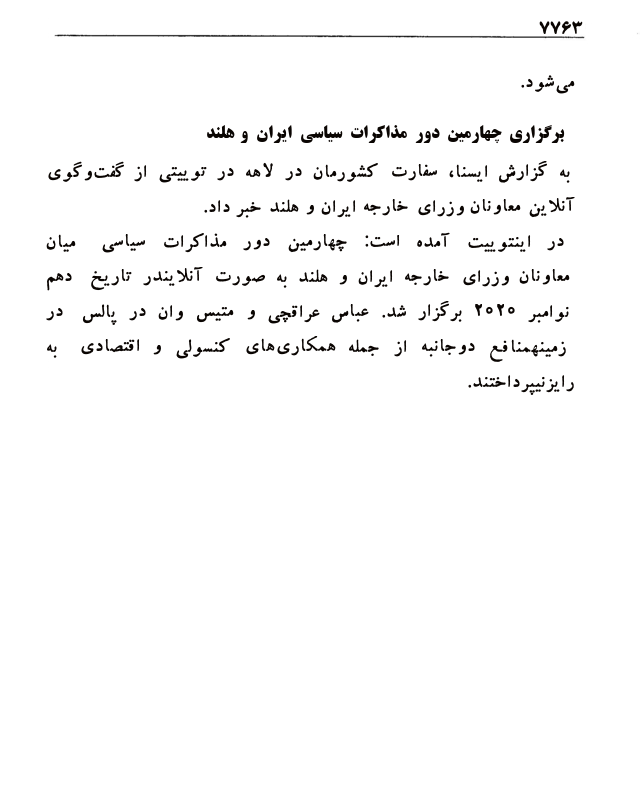 ۷۷۶۳
می‌شود.
برگزاری چهارمین دور مذاکرات سیاسی ایران و هلند
به گزارش ایسنا، سفارت کشورمان در لاهه در توییتی از گفت‌وگوی
آنلاین معاونان وزرای خارجه ایران و هلند خبر داد.
در اینتوییت آمده است: چهارمین دور مذاکرات سیاسی میان
معاونان وزرای خارجه ایران و هلند به صورت آنلایندر تاریخ دهم
نوامبر ۲۰۲۰ برگزار شد. عباس عراقچی و متیس وان در پالس در
زمینهمنافع دوجانبه از جمله همکاری‌های کنسولی و اقتصادی به
رایزنیپرداختند.